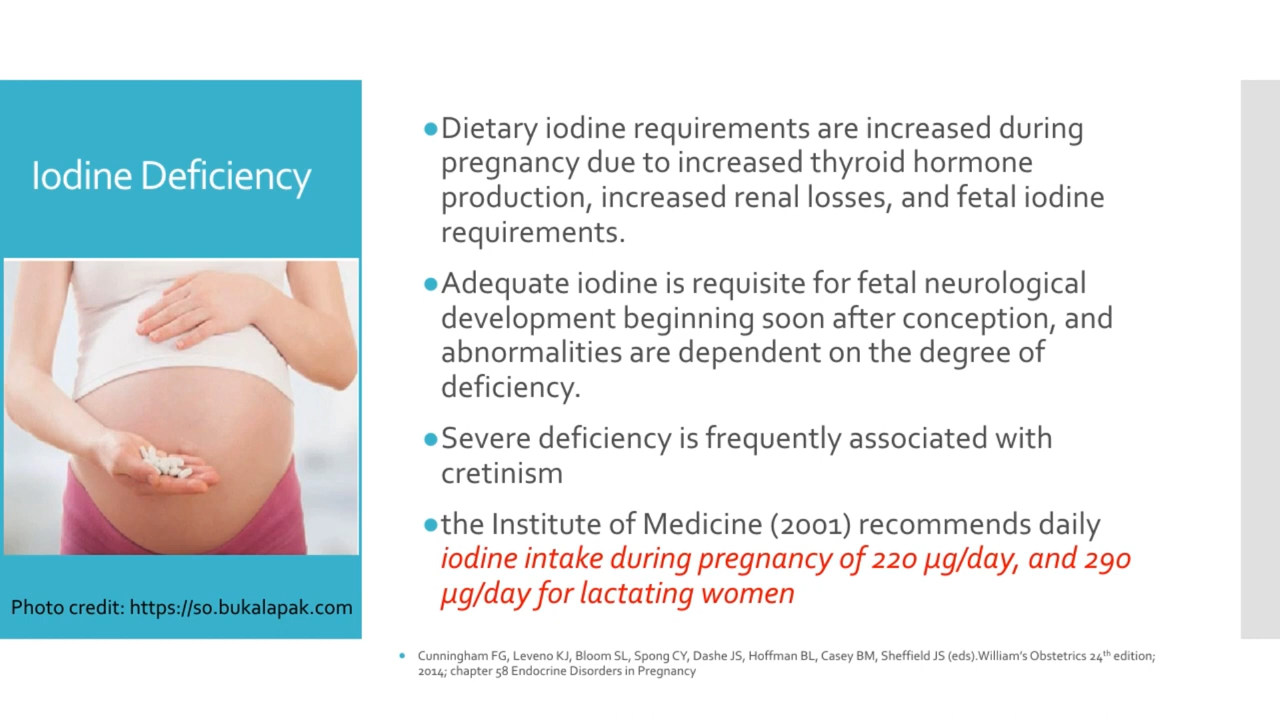 Iodine Deficiency
Photo credit: https://so.bukalapak.com
●Dietary iodine requirements are increased during
pregnancy due to increased thyroid hormone
production, increased renal losses, and fetal iodine
requirements.
●Adequate iodine is requisite for fetal neurological
development beginning soon after conception, and
abnormalities are dependent on the degree of
deficiency.
●Severe deficiency is frequently associated with
cretinism
●the Institute of Medicine (2001) recommends daily
iodine intake during pregnancy of 220 µg/day, and 290
µg/day for lactating women
● Cunningham FG, Leveno KJ, Bloom SL, Spong CY, Dashe JS, Hoffman BL, Casey BM, Sheffield JS (eds).William's Obstetrics 24th edition;
2014; chapter 58 Endocrine Disorders in Pregnancy